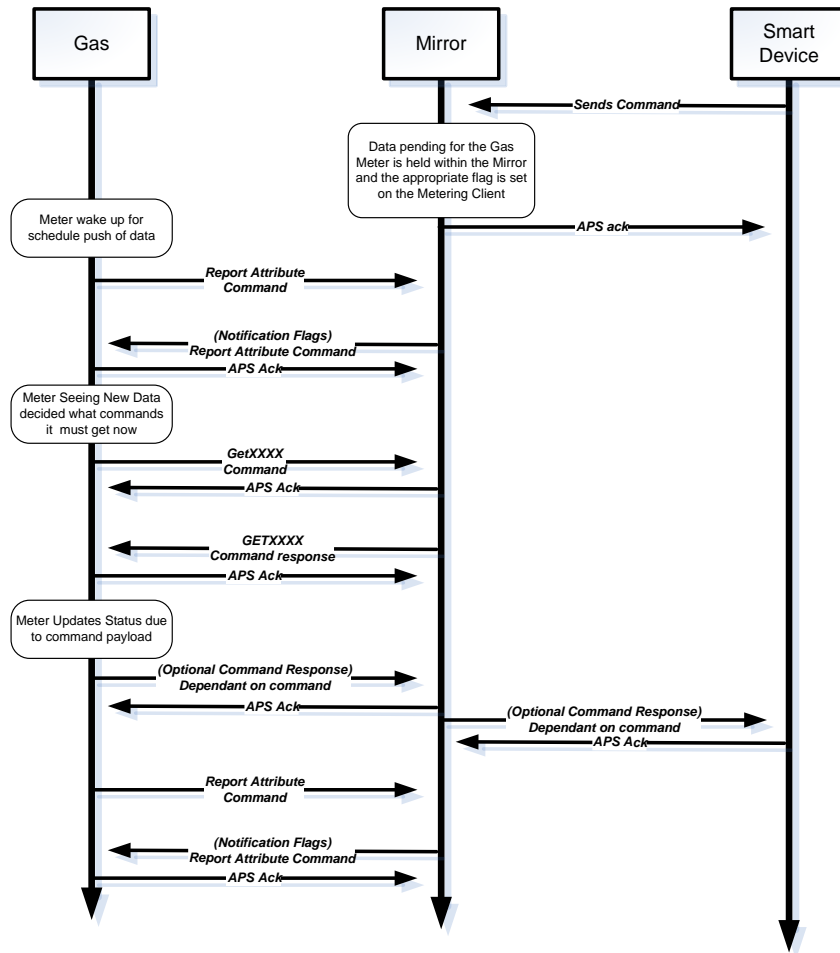 Gas
Mirror
Smart
Device
Sends Command
Data pending for the Gas
Meter is held within the Mirror
and the appropriate flag is set
on the Metering Client
Meter wake up for
schedule push of data
APS ack
Report Attribute
Command
(Notification Flags)
Report Attribute Command
APS Ack
Meter Seeing New Data
decided what commands
it must get now
GetXXXX
Command
APS Ack
GETXXXX
Command response
APS Ack
Meter Updates Status due
to command payload
(Optional Command Response)
Dependant on command
APS Ack
(Optional Command Response)
Dependant on command
APS Ack
Report Attribute
Command
(Notification Flags)
Report Attribute Command
APS Ack